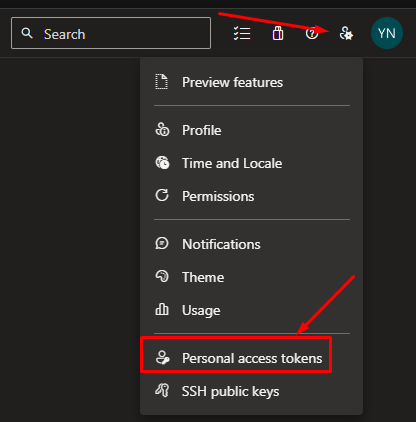 Search
YN
Preview features
Profile
Time and Locale
Permissions
Notifications
Theme
Usage
Personal access tokens
SSH public keys